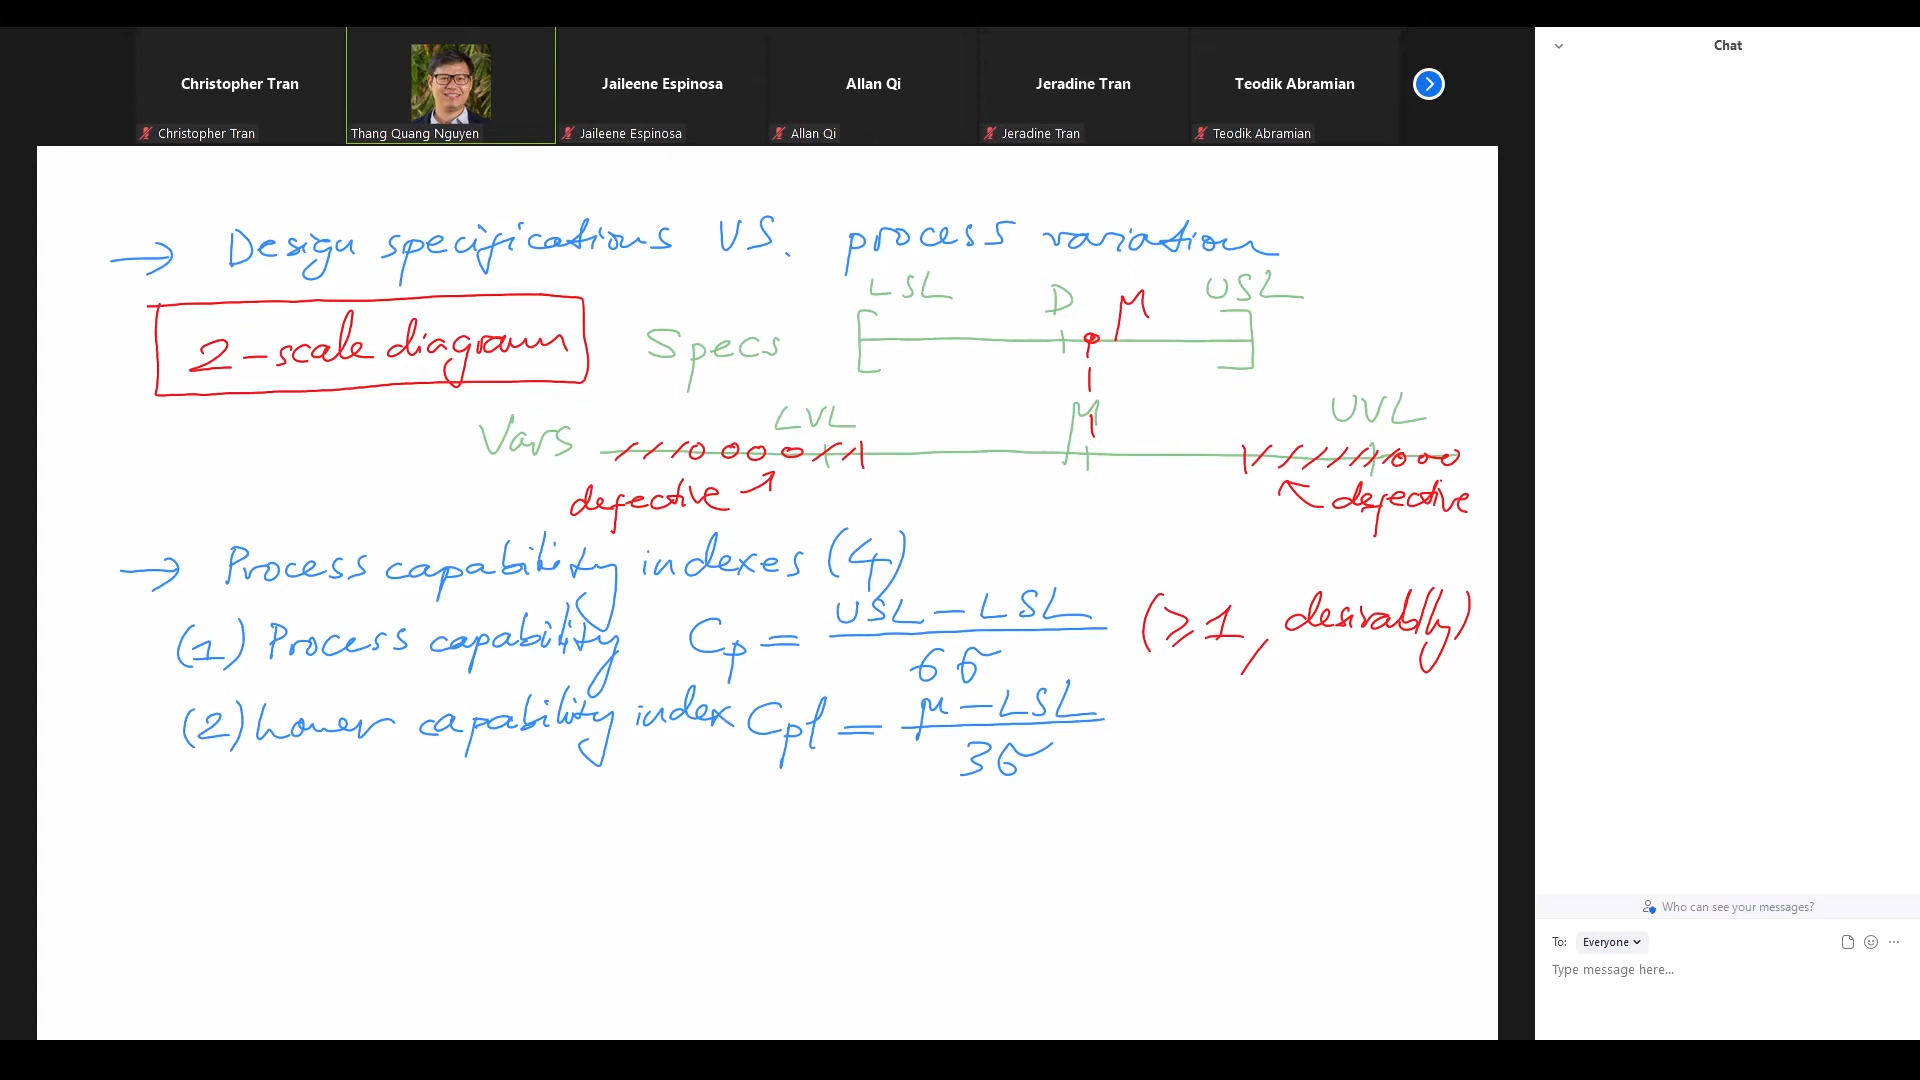 Christopher Tran
Jaileene Espinosa
Allan Qi
Jeradine Tran
Teodik Abramian
Christopher Tran
Thang Quang Nguyen
Jaileene Espinosa
Allan Qi
Jeradine Tran
Teodik Abramian
Chat
→ Design specifications VS. process variation
LSL D M USL
2-scale diagram
Specs
LVL M UVL
Vars
defective
defective
→ Process capability indexes (4)
(1) Process capability Cp = USL - LSL / 6σ (≥ 1, desirably)
(2) Lower capability index Cpl = μ - LSL / 3σ
Who can see your messages?
To: Everyone
Type message here...